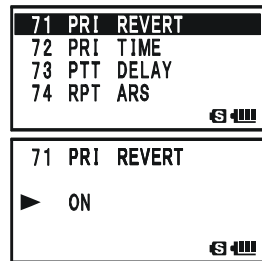 71 PRI REVERT
72 PRI TIME
73 PTT DELAY
74 RPT ARS
S
71 PRI REVERT
▶ ON
S